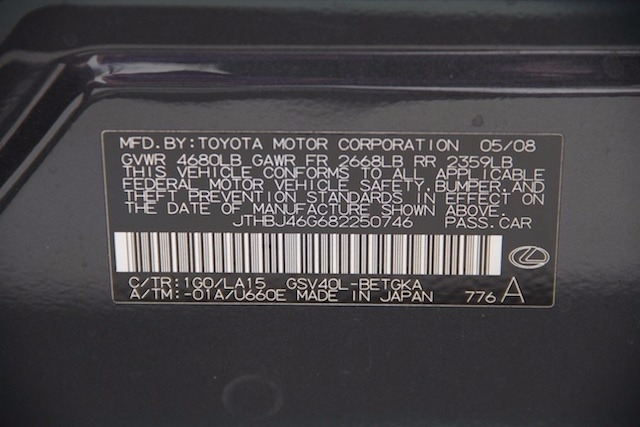 MFD. BY: TOYOTA MOTOR CORPORATION 05/08
GVWR 4680LB GAWR FR 2668LB RR 2359LB
THIS VEHICLE CONFORMS TO ALL APPLICABLE
FEDERAL MOTOR VEHICLE SAFETY, BUMPER, AND
THEFT PREVENTION STANDARDS IN EFFECT ON
THE DATE OF MANUFACTURE SHOWN ABOVE.
JTHBJ46G682250746 PASS. CAR
C/TR: 1G0/LA15 GSV40L-BETGKA
A/TM: -01A/U660E MADE IN JAPAN 776 A